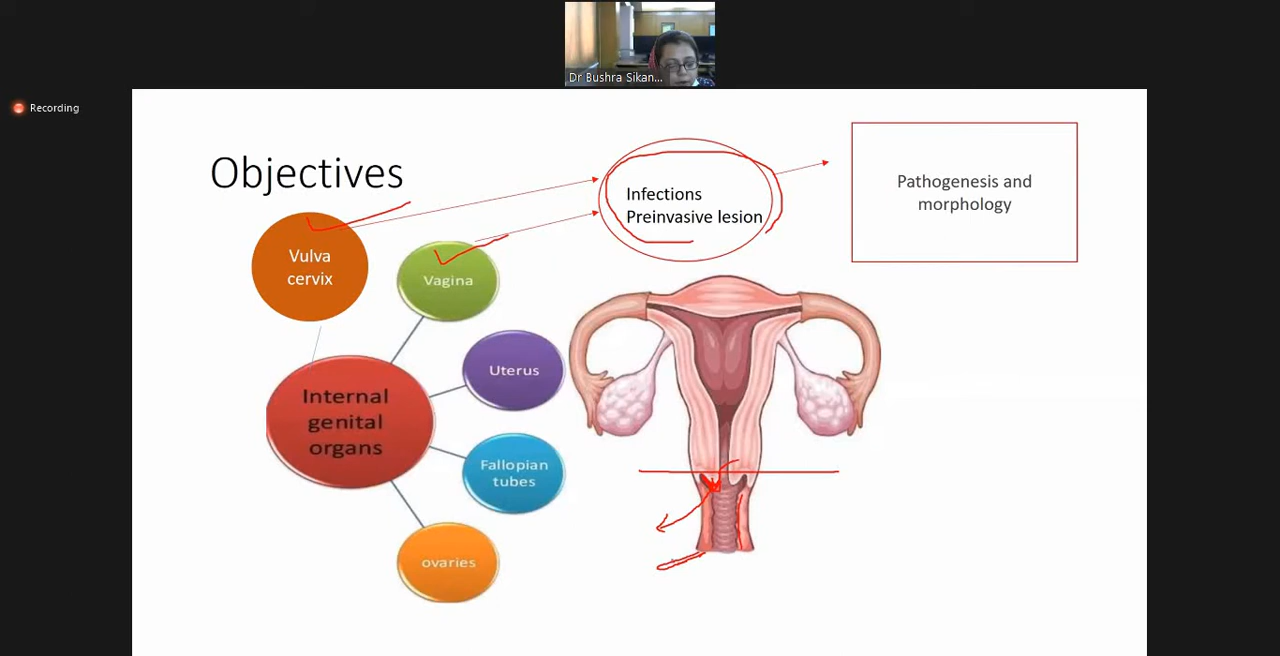 Dr Bushra Sikan...
Recording
Objectives
Infections
Preinvasive lesion
Pathogenesis and
morphology
Vulva
cervix
Vagina
Uterus
Internal
genital
organs
Fallopian
tubes
ovaries